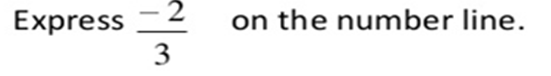 Express −2/3 on the number line.